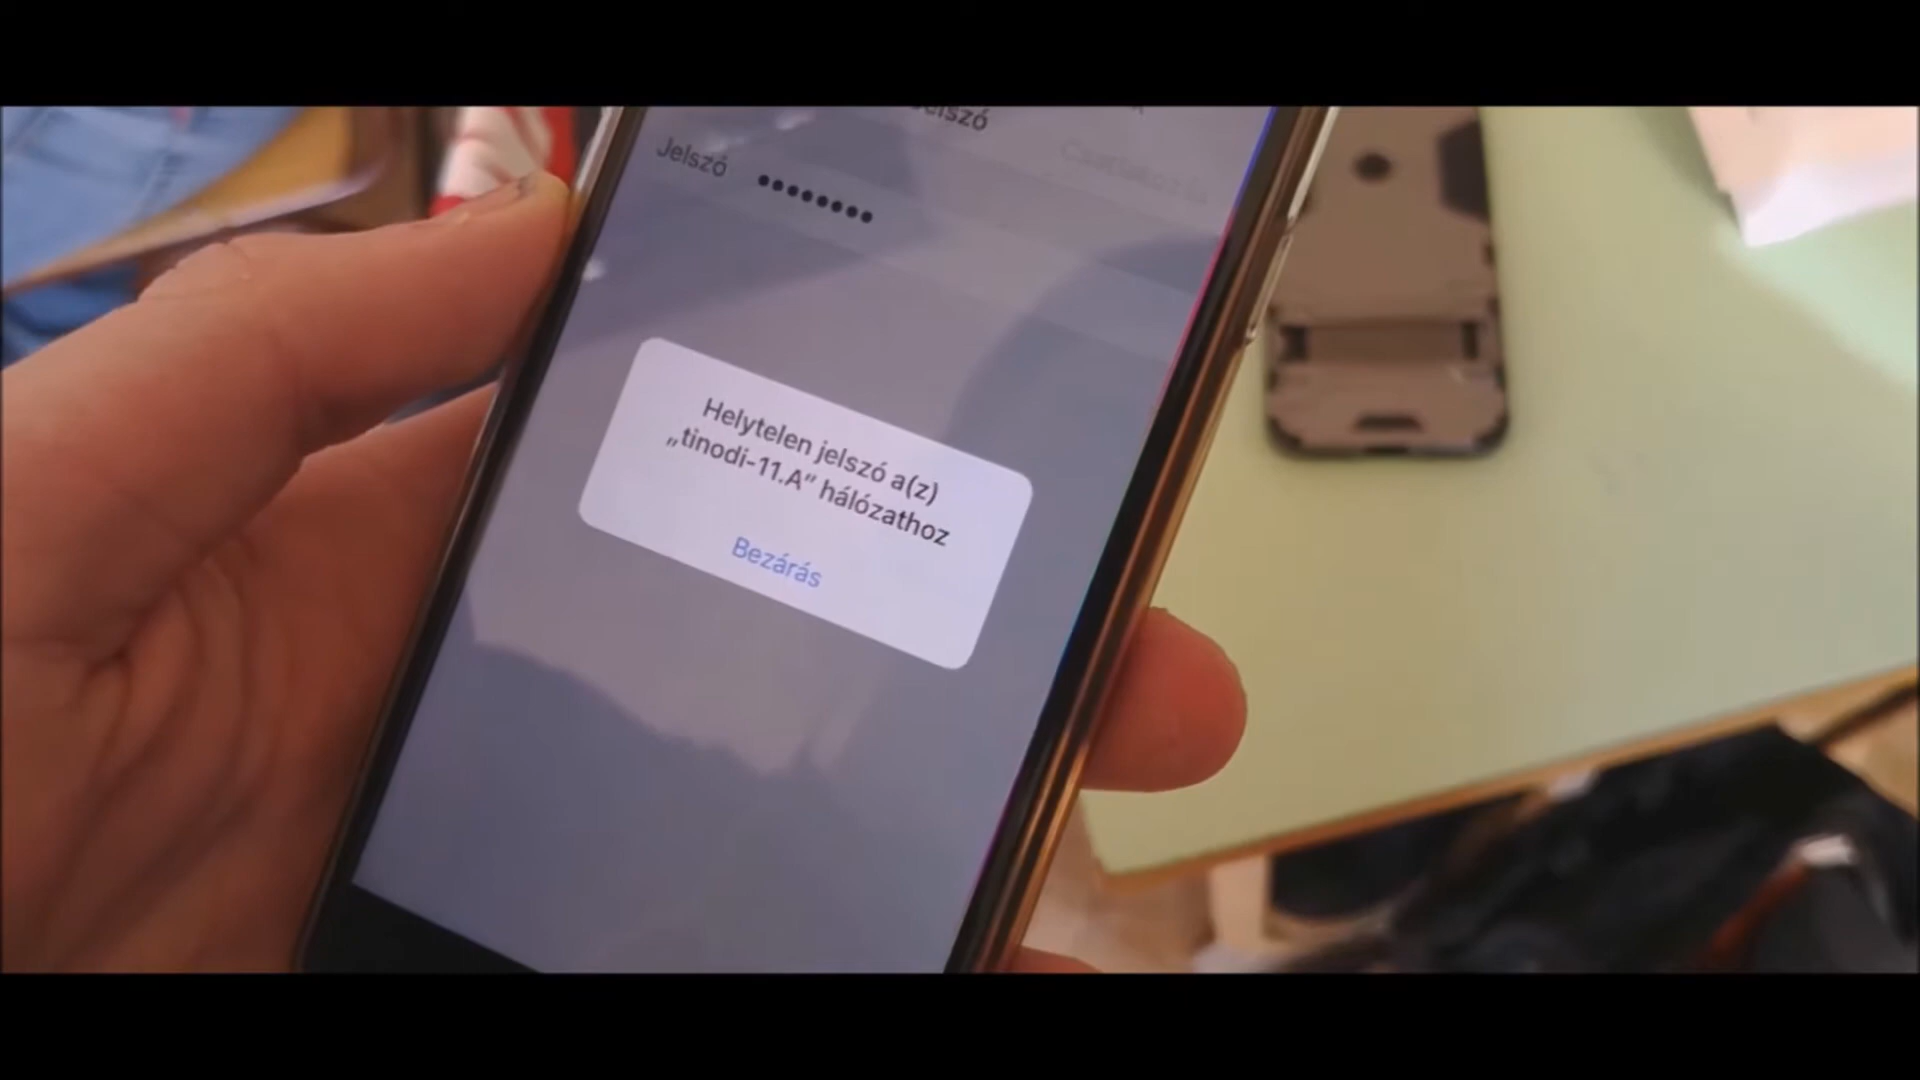 Jelszó
Jelszó ••••••••
Helytelen jelszó a(z)
„tinodi-11.A” hálózathoz
Bezárás